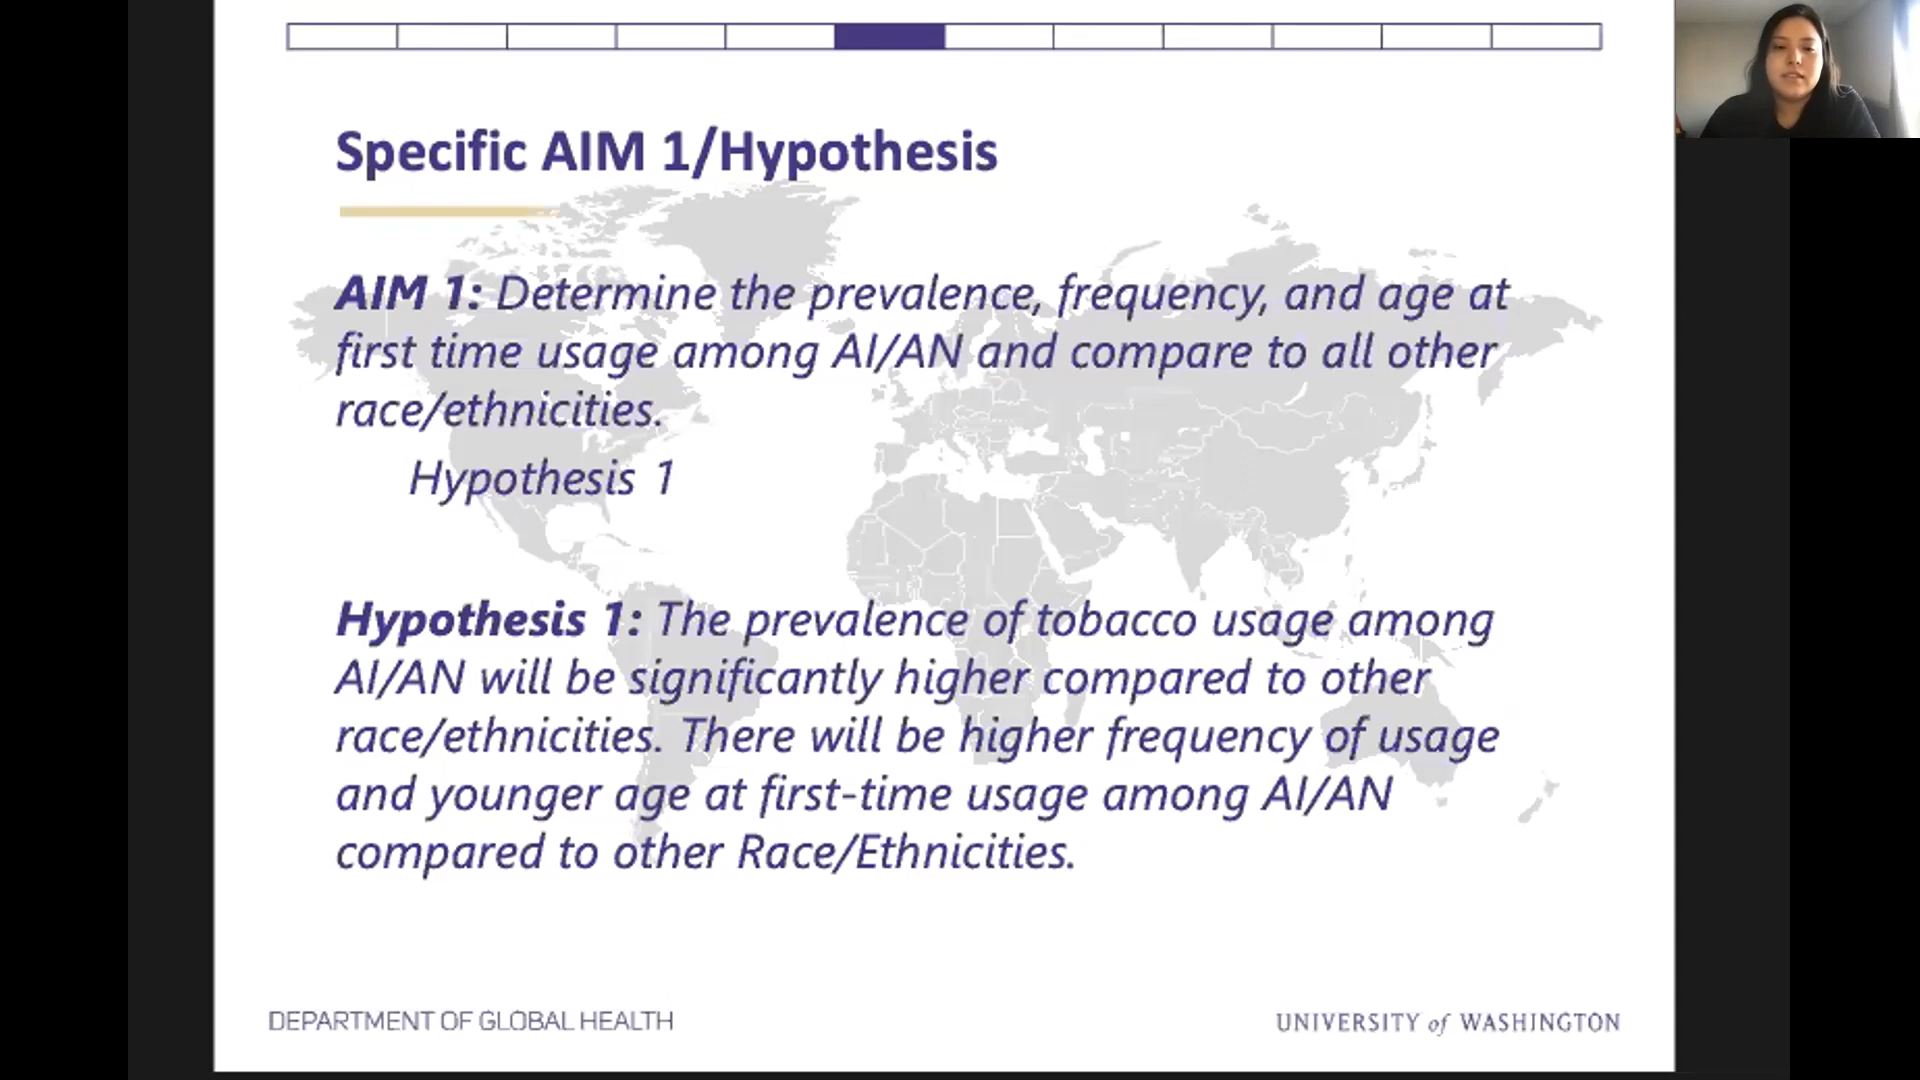 Specific AIM 1/Hypothesis
AIM 1: Determine the prevalence, frequency, and age at
first time usage among AI/AN and compare to all other
race/ethnicities.
Hypothesis 1
Hypothesis 1: The prevalence of tobacco usage among
AI/AN will be significantly higher compared to other
race/ethnicities. There will be higher frequency of usage
and younger age at first-time usage among AI/AN
compared to other Race/Ethnicities.
DEPARTMENT OF GLOBAL HEALTH
UNIVERSITY of WASHINGTON